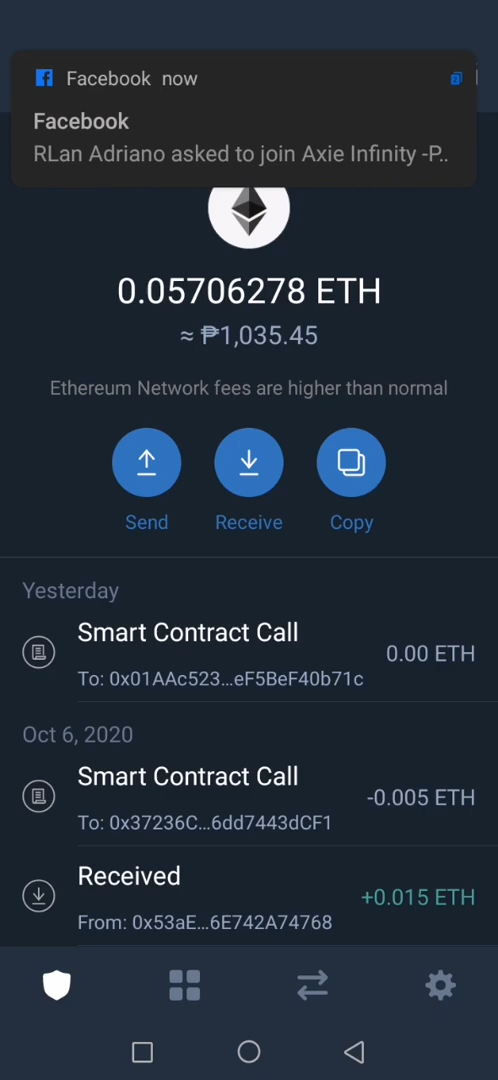 Facebook now
2
Facebook
RLan Adriano asked to join Axie Infinity -P..
0.05706278 ETH
≈ ₱1,035.45
Ethereum Network fees are higher than normal
Send
Receive
Copy
Yesterday
Smart Contract Call
0.00 ETH
To: 0x01AAc523...eF5BeF40b71c
Oct 6, 2020
Smart Contract Call
-0.005 ETH
To: 0x37236C...6dd7443dCF1
Received
+0.015 ETH
From: 0x53aE...6E742A74768